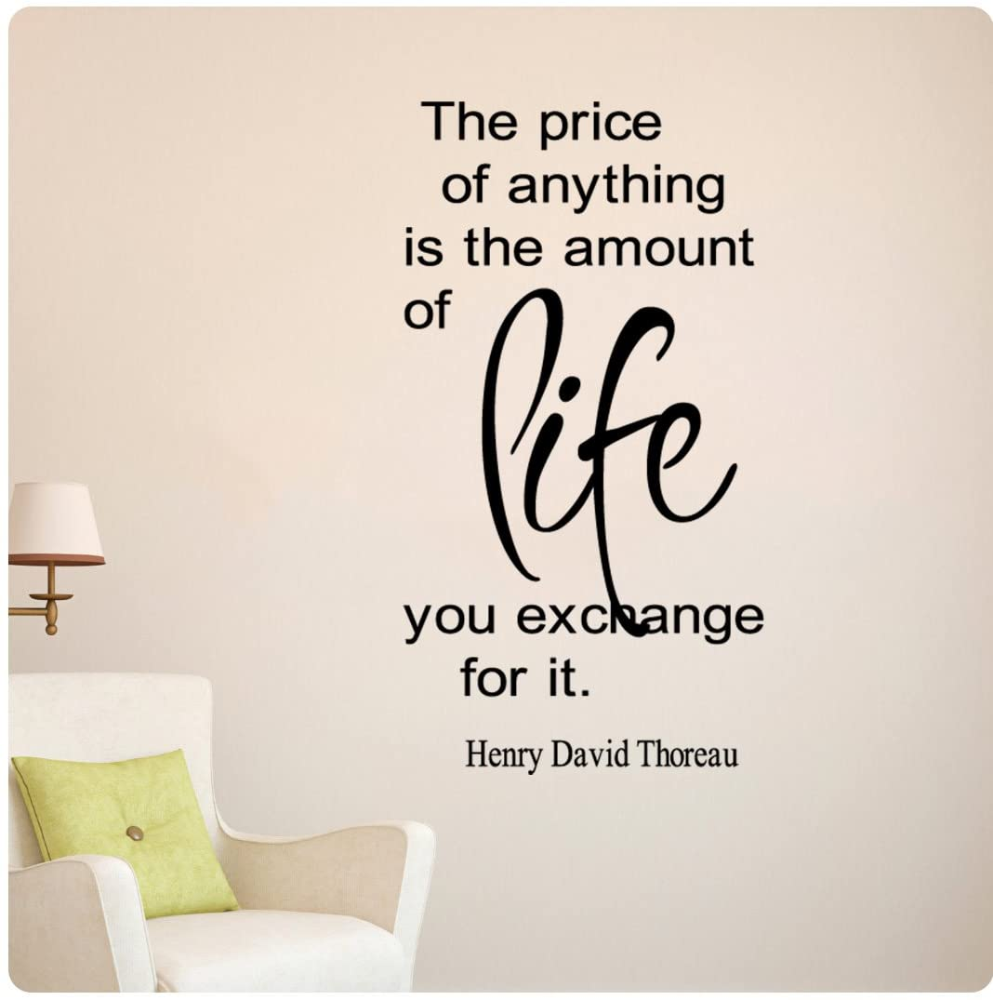 The price
of anything
is the amount
of life
you exchange
for it.
Henry David Thoreau